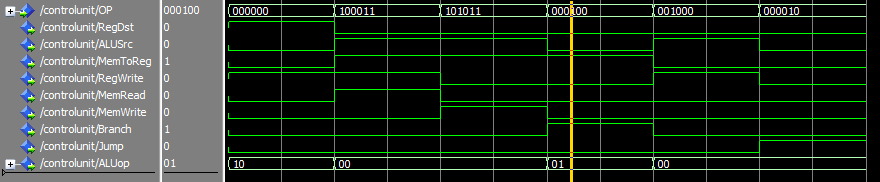 /controlunit/OP 000100 000000 100011 101011 000100 001000 000010
/controlunit/RegDst 0
/controlunit/ALUSrc 0
/controlunit/MemToReg 1
/controlunit/RegWrite 0
/controlunit/MemRead 0
/controlunit/MemWrite 0
/controlunit/Branch 1
/controlunit/Jump 0
/controlunit/ALUop 01 10 00 01 00